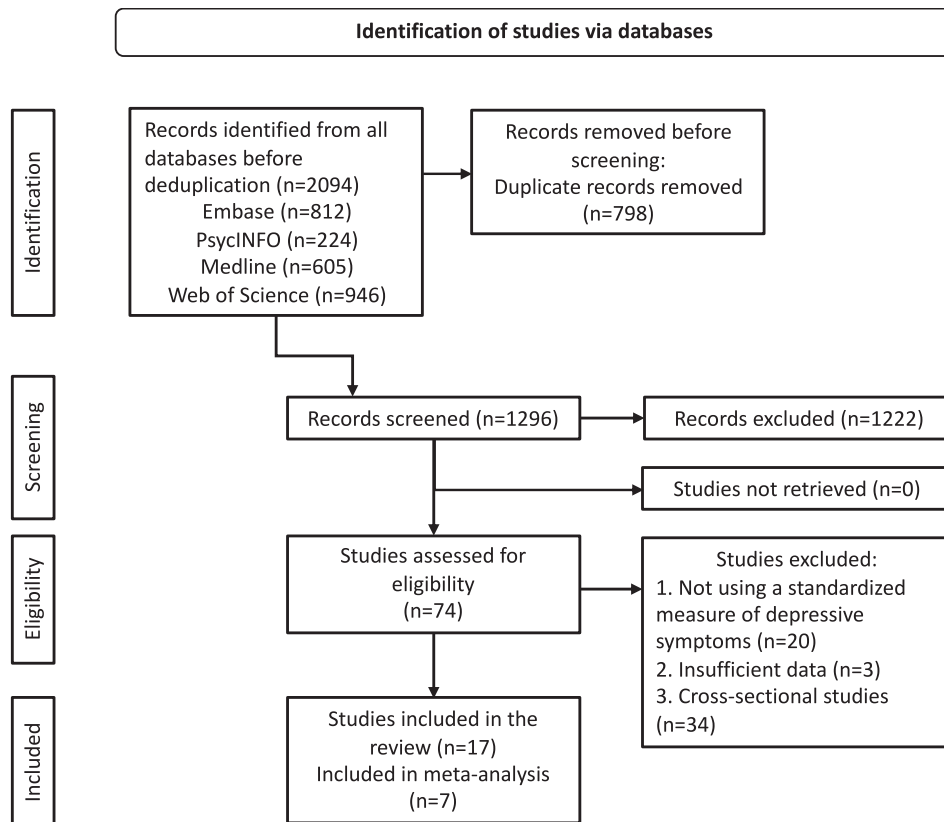 Identification of studies via databases
Identification
Records identified from all
databases before
deduplication (n=2094)
Embase (n=812)
PsycINFO (n=224)
Medline (n=605)
Web of Science (n=946)
Records removed before
screening:
Duplicate records removed
(n=798)
Screening
Records screened (n=1296)
Records excluded (n=1222)
Studies not retrieved (n=0)
Eligibility
Studies assessed for
eligibility
(n=74)
Studies excluded:
1. Not using a standardized
measure of depressive
symptoms (n=20)
2. Insufficient data (n=3)
3. Cross-sectional studies
(n=34)
Included
Studies included in the
review (n=17)
Included in meta-analysis
(n=7)